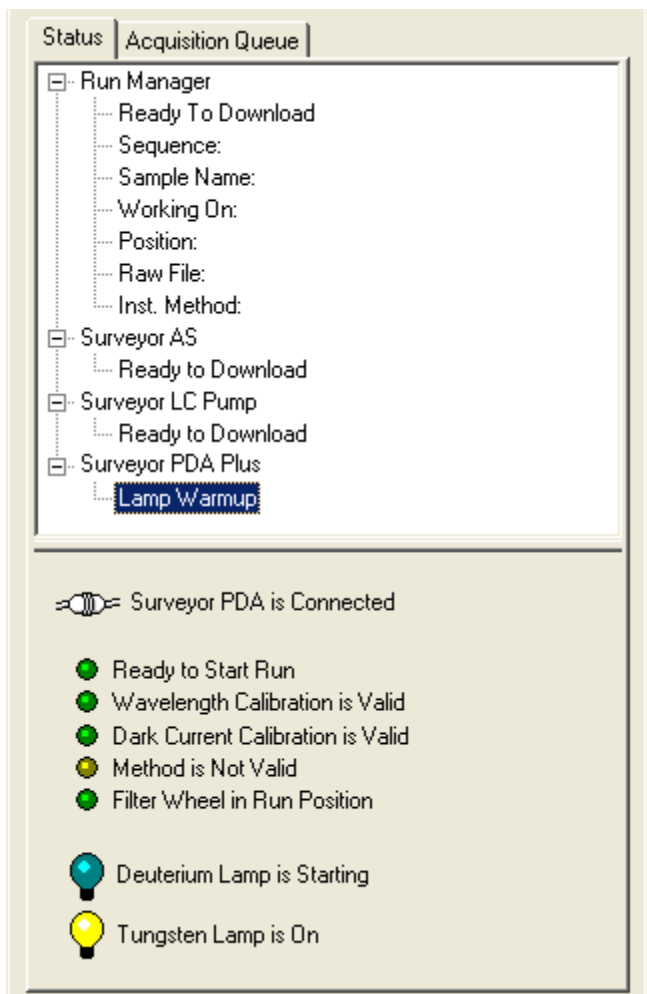 Status Acquisition Queue
Run Manager
Ready To Download
Sequence:
Sample Name:
Working On:
Position:
Raw File:
Inst. Method:
Surveyor AS
Ready to Download
Surveyor LC Pump
Ready to Download
Surveyor PDA Plus
Lamp Warmup
Surveyor PDA is Connected
Ready to Start Run
Wavelength Calibration is Valid
Dark Current Calibration is Valid
Method is Not Valid
Filter Wheel in Run Position
Deuterium Lamp is Starting
Tungsten Lamp is On